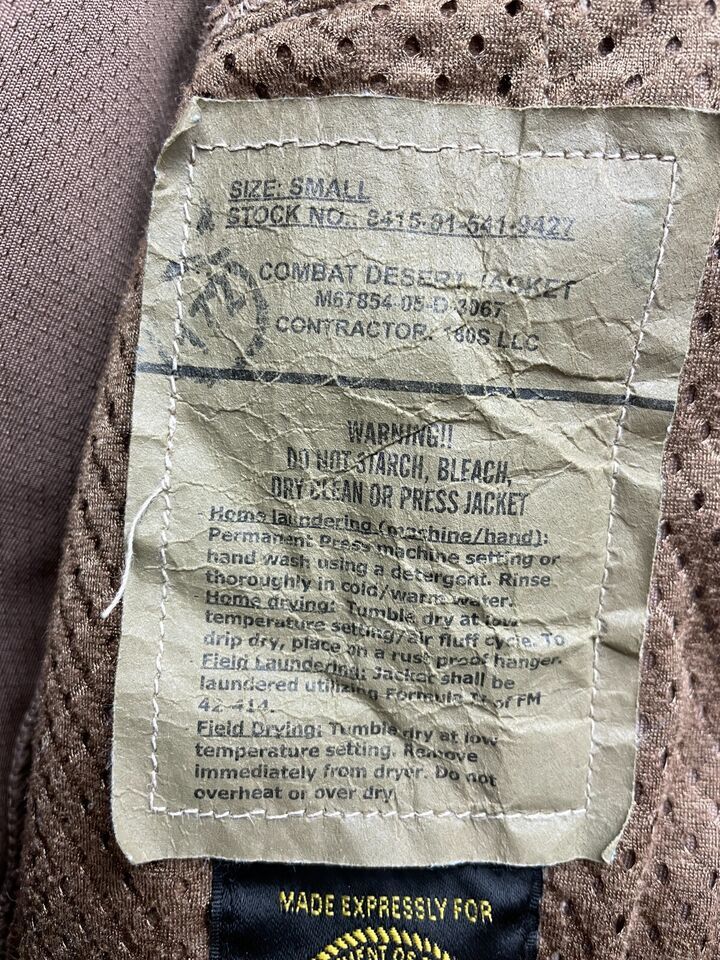 SIZE: SMALL
STOCK NO.: 8415-01-541-9427
COMBAT DESERT JACKET
M67854-05-D-3067
CONTRACTOR: 180S LLC
WARNING!!
DO NOT STARCH, BLEACH,
DRY CLEAN OR PRESS JACKET
- Home laundering (machine/hand):
Permanent Press machine setting or
hand wash using a detergent. Rinse
thoroughly in cold/warm water.
- Home drying: Tumble dry at low
temperature setting/air fluff cycle. To
drip dry, place on a rust proof hanger.
- Field Laundering: Jacket shall be
laundered utilizing Formula II of FM
42-414.
- Field Drying: Tumble dry at low
temperature setting. Remove
immediately from dryer. Do not
overheat or over dry
MADE EXPRESSLY FOR